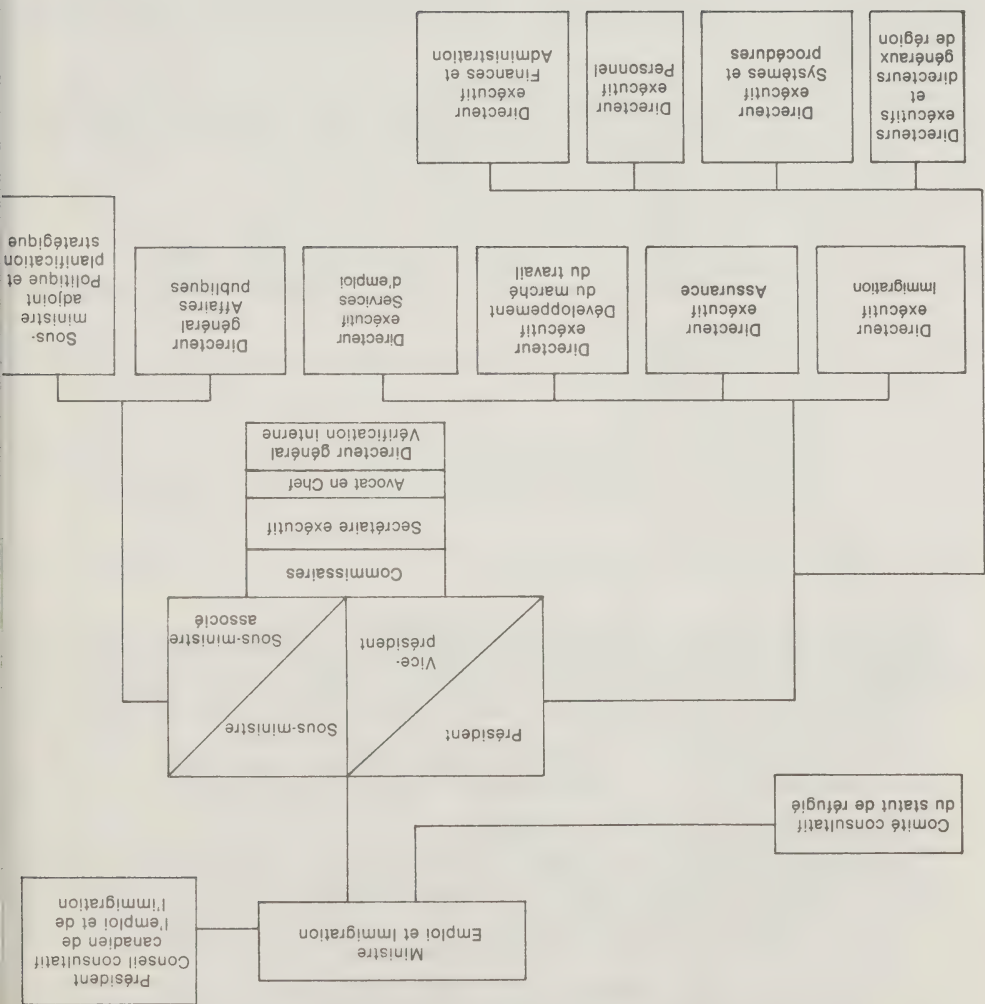 Ministre
Emploi et Immigration
Président
Conseil consultatif
canadien de
l'emploi et de
l'immigration
Comité consultatif
du statut de réfugié
Président
Vice-
président
Sous-ministre
Sous-ministre
associé
Commissaires
Secrétaire exécutif
Avocat en Chef
Directeur général
Vérification interne
Directeur
exécutif
Immigration
Directeur
exécutif
Assurance
Directeur
exécutif
Développement
du marché
du travail
Directeur
exécutif
Services
d'emploi
Directeur
général
Affaires
publiques
Sous-
ministre
adjoint
Politique et
planification
stratégique
Directeurs
exécutifs
et
directeurs
généraux
de région
Directeur
exécutif
Systèmes et
procédures
Directeur
exécutif
Personnel
Directeur
exécutif
Finances et
Administration